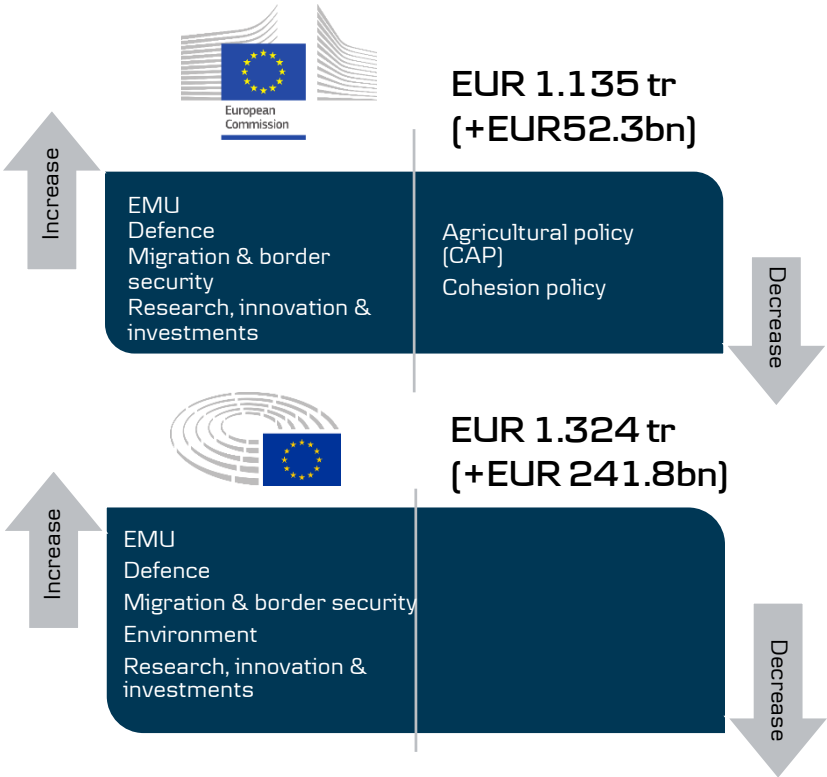 European
Commission
EUR 1.135 tr
(+EUR52.3bn)
Increase
EMU
Defence
Migration & border
security
Research, innovation &
investments
Agricultural policy
(CAP)
Cohesion policy
Decrease
EUR 1.324 tr
(+EUR 241.8bn)
Increase
EMU
Defence
Migration & border security
Environment
Research, innovation &
investments
Decrease